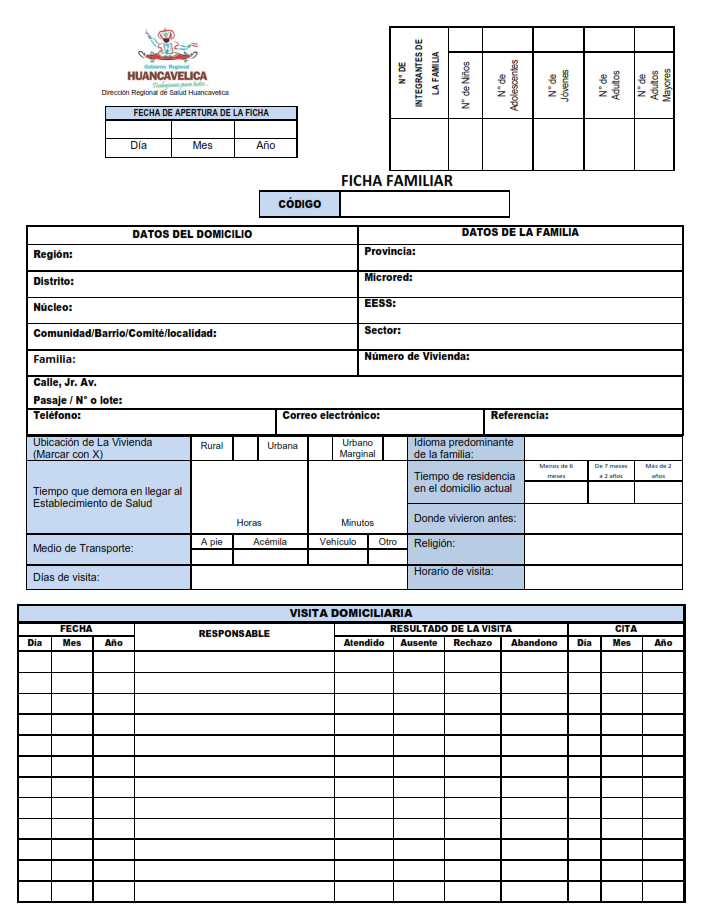 Gobierno Regional
HUANCAVELICA
Trabajamos para todos...
Dirección Regional de Salud Huancavelica
FECHA DE APERTURA DE LA FICHA
Día Mes Año
N° DE INTEGRANTES DE LA FAMILIA
N° de Niños
N° de Adolescentes
N° de Jóvenes
N° de Adultos
N° de Adultos Mayores
FICHA FAMILIAR
CÓDIGO
DATOS DEL DOMICILIO DATOS DE LA FAMILIA
Región: Provincia:
Distrito: Microred:
Núcleo: EESS:
Comunidad/Barrio/Comité/localidad: Sector:
Familia: Número de Vivienda:
Calle, Jr. Av.
Pasaje / N° o lote:
Teléfono: Correo electrónico: Referencia:
Ubicación de La Vivienda (Marcar con X) Rural Urbana Urbano Marginal Idioma predominante de la familia:
Tiempo que demora en llegar al Establecimiento de Salud Horas Minutos
Tiempo de residencia en el domicilio actual Menos de 6 meses De 7 meses a 2 años Más de 2 años
Donde vivieron antes:
Medio de Transporte: A pie Acémila Vehículo Otro Religión:
Días de visita: Horario de visita:
VISITA DOMICILIARIA
FECHA RESPONSABLE RESULTADO DE LA VISITA CITA
Día Mes Año Atendido Ausente Rechazo Abandono Día Mes Año